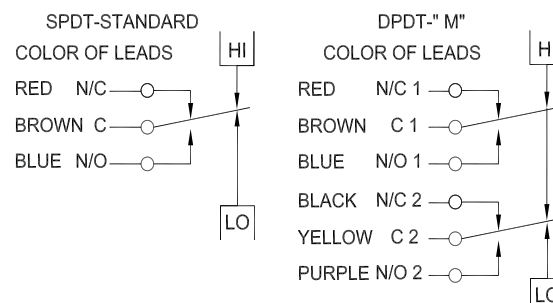 SPDT-STANDARD
COLOR OF LEADS
HI
RED N/C
BROWN C
BLUE N/O
LO
DPDT-" M"
COLOR OF LEADS
H
RED N/C 1
BROWN C 1
BLUE N/O 1
BLACK N/C 2
YELLOW C 2
PURPLE N/O 2
LO